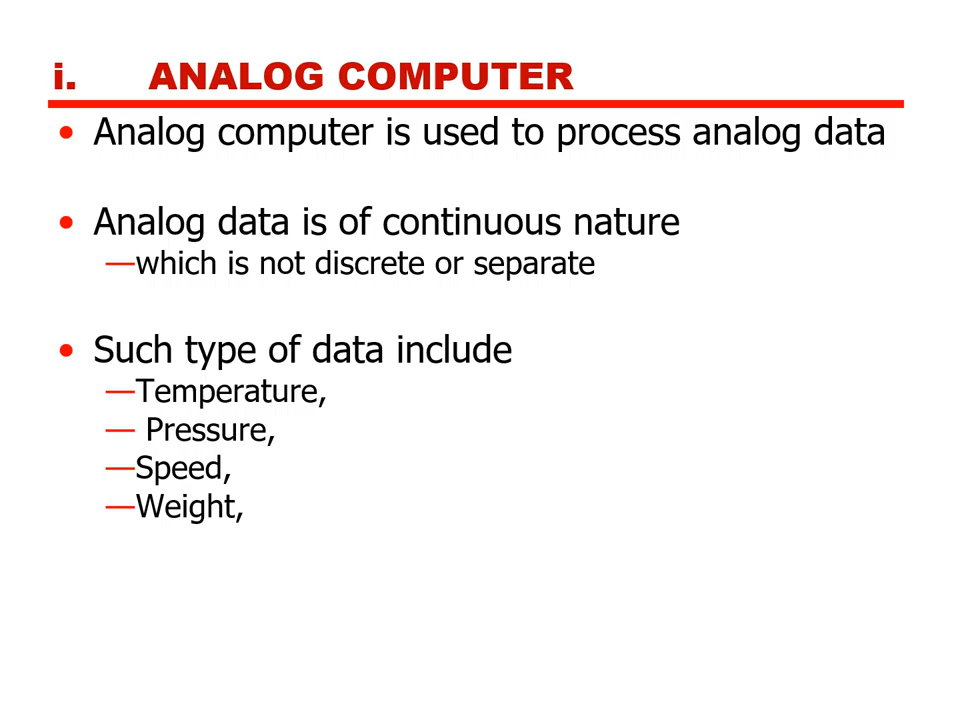 i. ANALOG COMPUTER
• Analog computer is used to process analog data
• Analog data is of continuous nature
—which is not discrete or separate
• Such type of data include
—Temperature,
— Pressure,
—Speed,
—Weight,